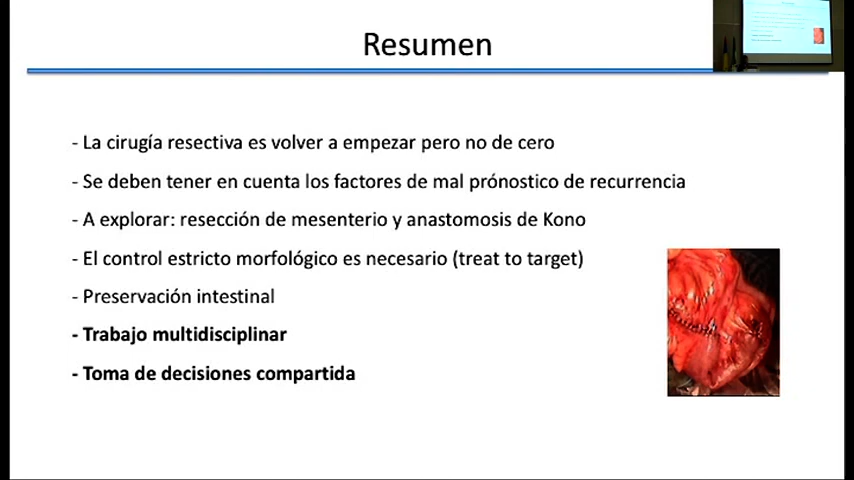 Resumen
- La cirugía resectiva es volver a empezar pero no de cero
- Se deben tener en cuenta los factores de mal prónostico de recurrencia
- A explorar: resección de mesenterio y anastomosis de Kono
- El control estricto morfológico es necesario (treat to target)
- Preservación intestinal
- Trabajo multidisciplinar
- Toma de decisiones compartida